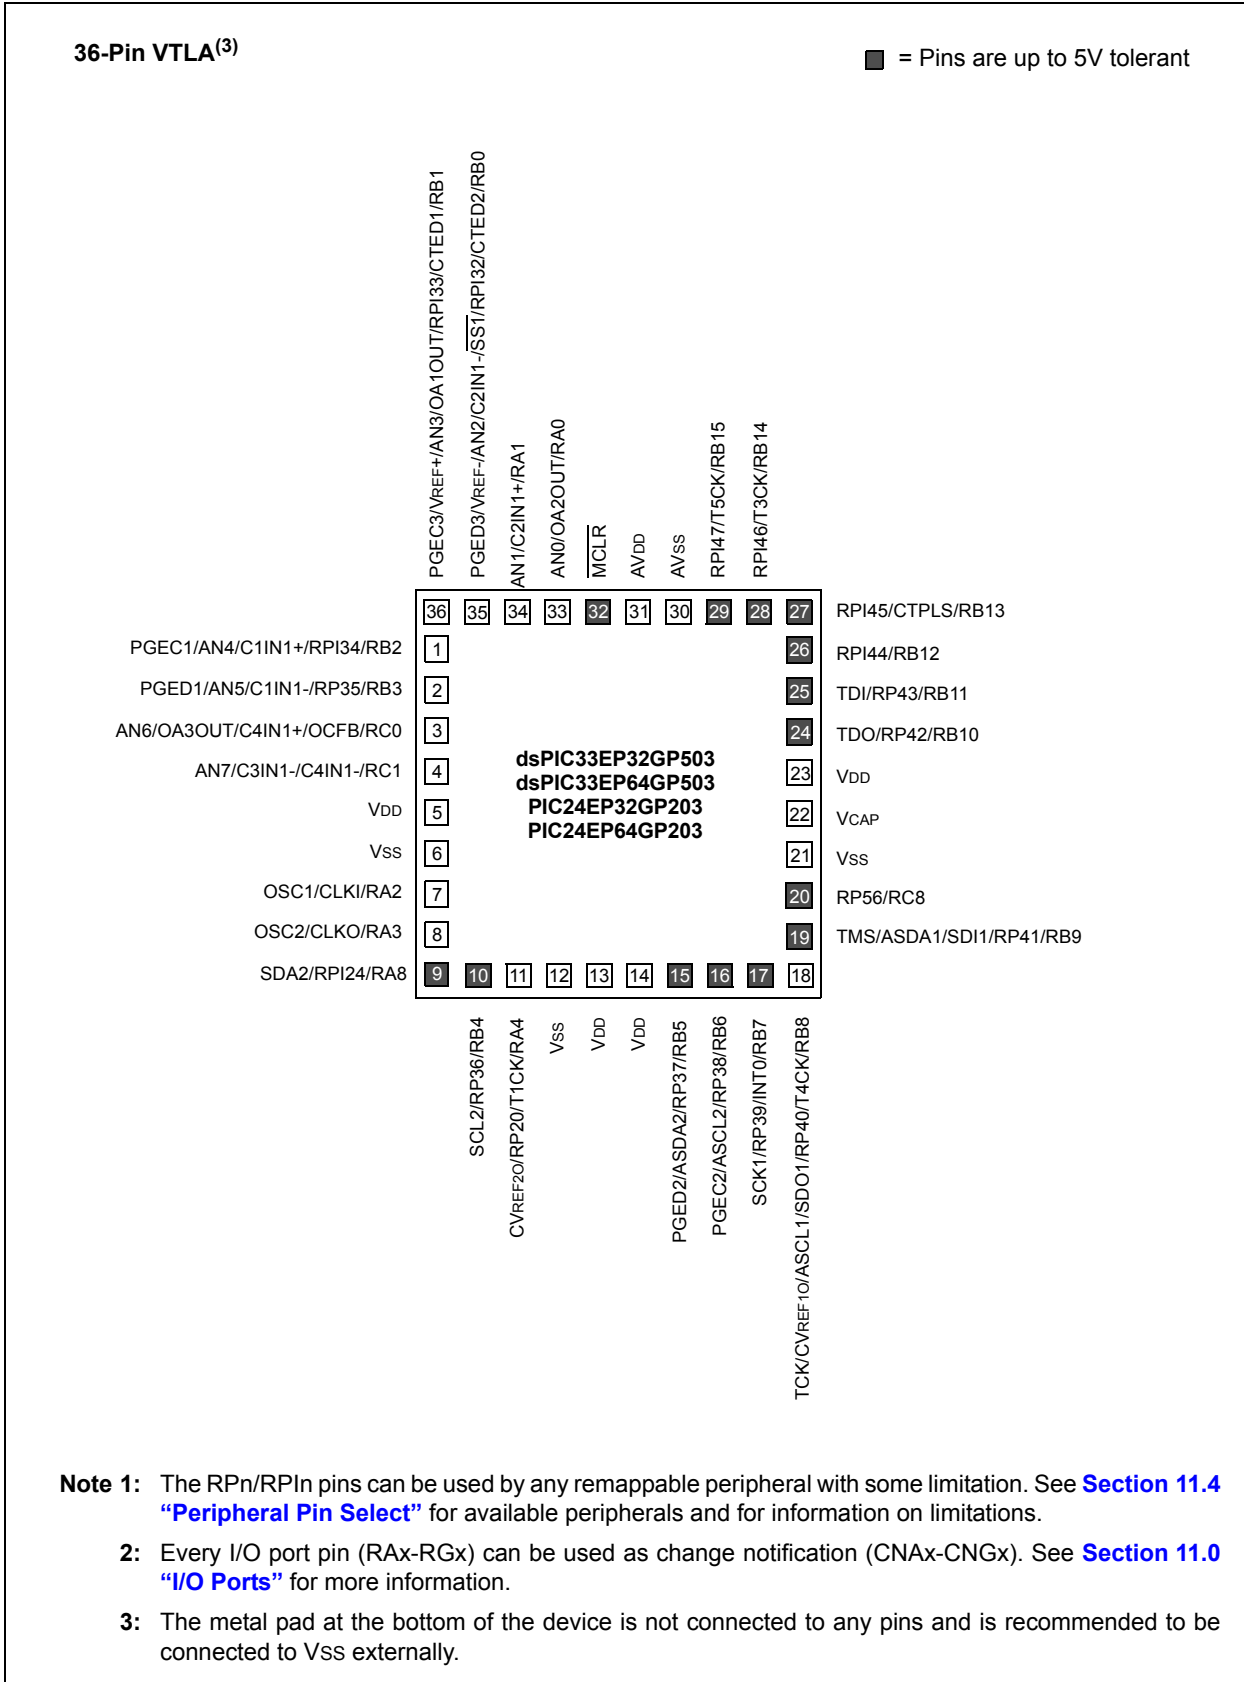 36-Pin VTLA(3)
= Pins are up to 5V tolerant
PGEC3/VREF+/AN3/OA1OUT/RPI33/CTED1/RB1
PGED3/VREF-/AN2/C2IN1-/SS1/RPI32/CTED2/RB0
AN1/C2IN1+/RA1
AN0/OA2OUT/RA0
MCLR
AVDD
AVSS
RPI47/T5CK/RB15
RPI46/T3CK/RB14
36 35 34 33 32 31 30 29 28 27 RPI45/CTPLS/RB13
PGEC1/AN4/C1IN1+/RPI34/RB2 1 26 RPI44/RB12
PGED1/AN5/C1IN1-/RP35/RB3 2 25 TDI/RP43/RB11
AN6/OA3OUT/C4IN1+/OCFB/RC0 3 24 TDO/RP42/RB10
AN7/C3IN1-/C4IN1-/RC1 4 23 VDD
dsPIC33EP32GP503
dsPIC33EP64GP503
PIC24EP32GP203
PIC24EP64GP203
VDD 5 22 VCAP
VSS 6 21 VSS
OSC1/CLKI/RA2 7 20 RP56/RC8
OSC2/CLKO/RA3 8 19 TMS/ASDA1/SDI1/RP41/RB9
SDA2/RPI24/RA8 9 10 11 12 13 14 15 16 17 18
SCL2/RP36/RB4
CVREF2O/RP20/T1CK/RA4
VSS
VDD
VDD
PGED2/ASDA2/RP37/RB5
PGEC2/ASCL2/RP38/RB6
SCK1/RP39/INT0/RB7
TCK/CVREF1O/ASCL1/SDO1/RP40/T4CK/RB8
Note 1: The RPn/RPIn pins can be used by any remappable peripheral with some limitation. See Section 11.4
“Peripheral Pin Select” for available peripherals and for information on limitations.
2: Every I/O port pin (RAx-RGx) can be used as change notification (CNAx-CNGx). See Section 11.0
“I/O Ports” for more information.
3: The metal pad at the bottom of the device is not connected to any pins and is recommended to be
connected to VSS externally.